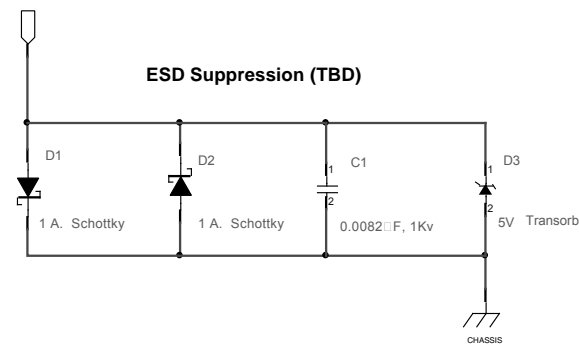 ESD Suppression (TBD)
D1
1 A. Schottky
D2
1 A. Schottky
C1
1
2
0.0082□F, 1Kv
D3
1
2
5V Transorb
CHASSIS